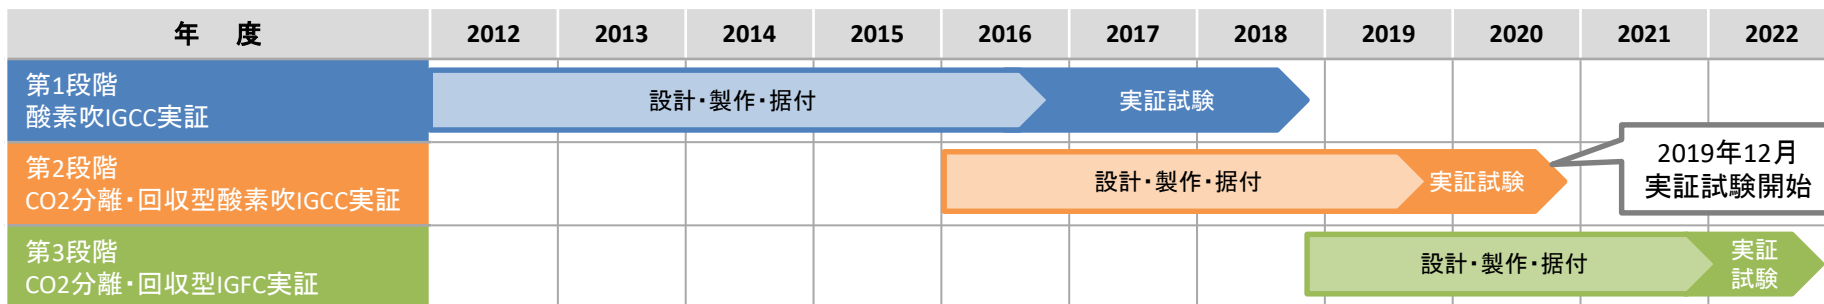 年 度 2012 2013 2014 2015 2016 2017 2018 2019 2020 2021 2022
第1段階
酸素吹IGCC実証
設計・製作・据付 実証試験
第2段階
CO2分離・回収型酸素吹IGCC実証
設計・製作・据付 実証試験
2019年12月
実証試験開始
第3段階
CO2分離・回収型IGFC実証
設計・製作・据付
実証
試験